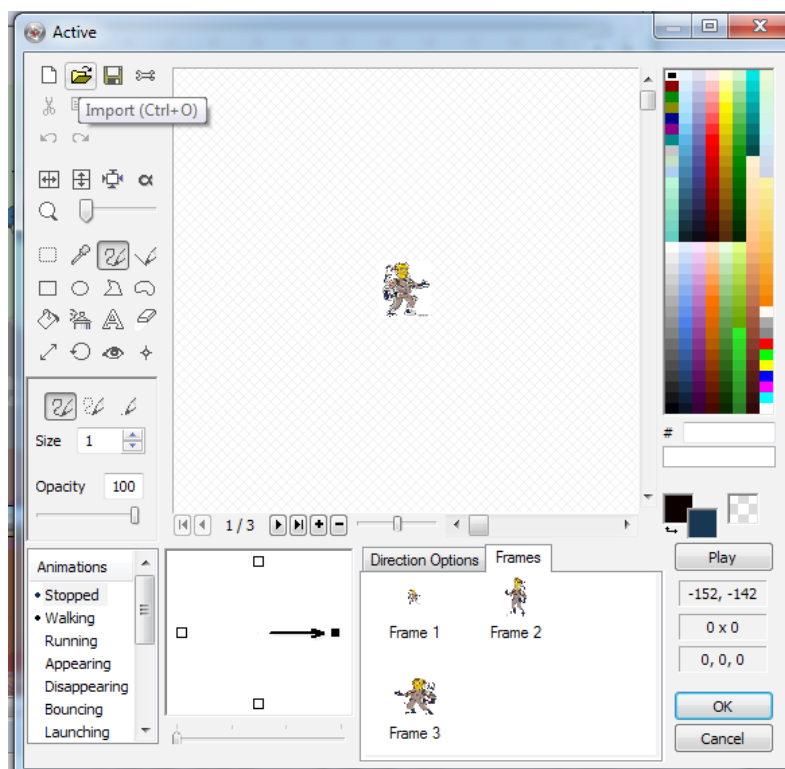 Active
Import (Ctrl+O)
Size 1
Opacity 100
1 / 3
#
Animations
Stopped
Walking
Running
Appearing
Disappearing
Bouncing
Launching
Direction Options Frames
Frame 1 Frame 2
Frame 3
Play
-152, -142
0 x 0
0, 0, 0
OK
Cancel